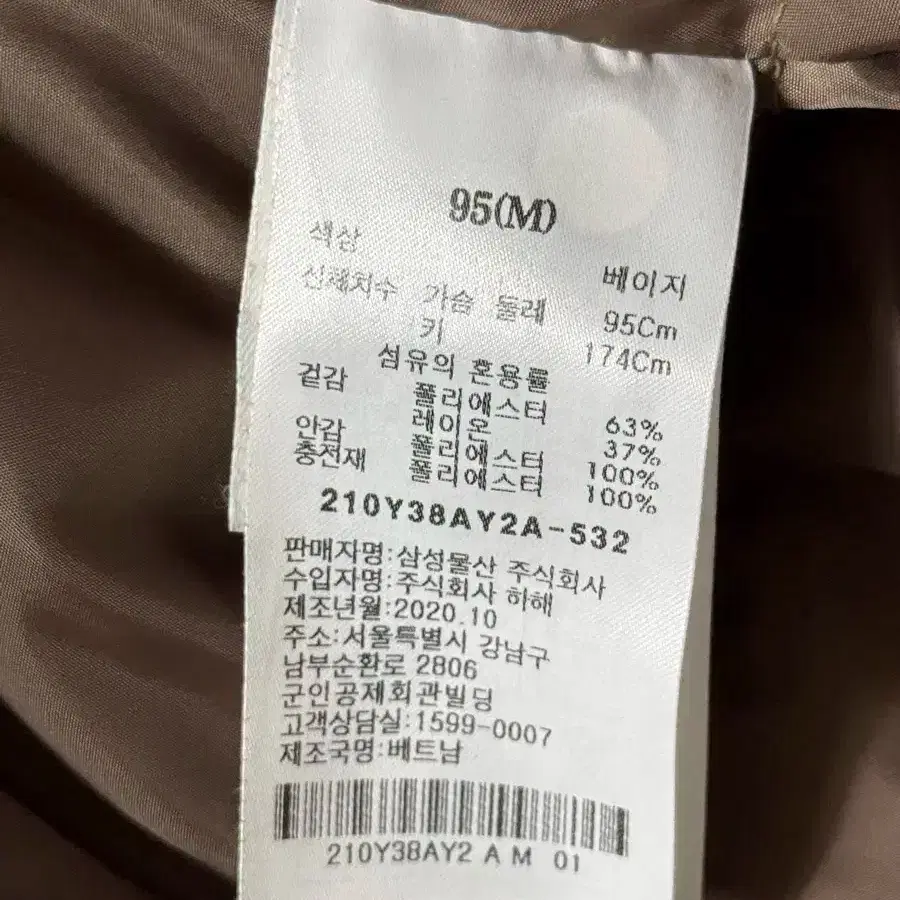 95(M)
색상 베이지
신체치수 가슴 둘레 95Cm
키 174Cm
섬유의 혼용률
겉감 폴리에스터 63%
레이온 37%
안감 폴리에스터 100%
충전재 폴리에스터 100%
210Y38AY2A-532
판매자명:삼성물산 주식회사
수입자명:주식회사 하해
제조년월:2020.10
주소:서울특별시 강남구
남부순환로 2806
군인공제회관빌딩
고객상담실:1599-0007
제조국명:베트남
210Y38AY2 A M 01